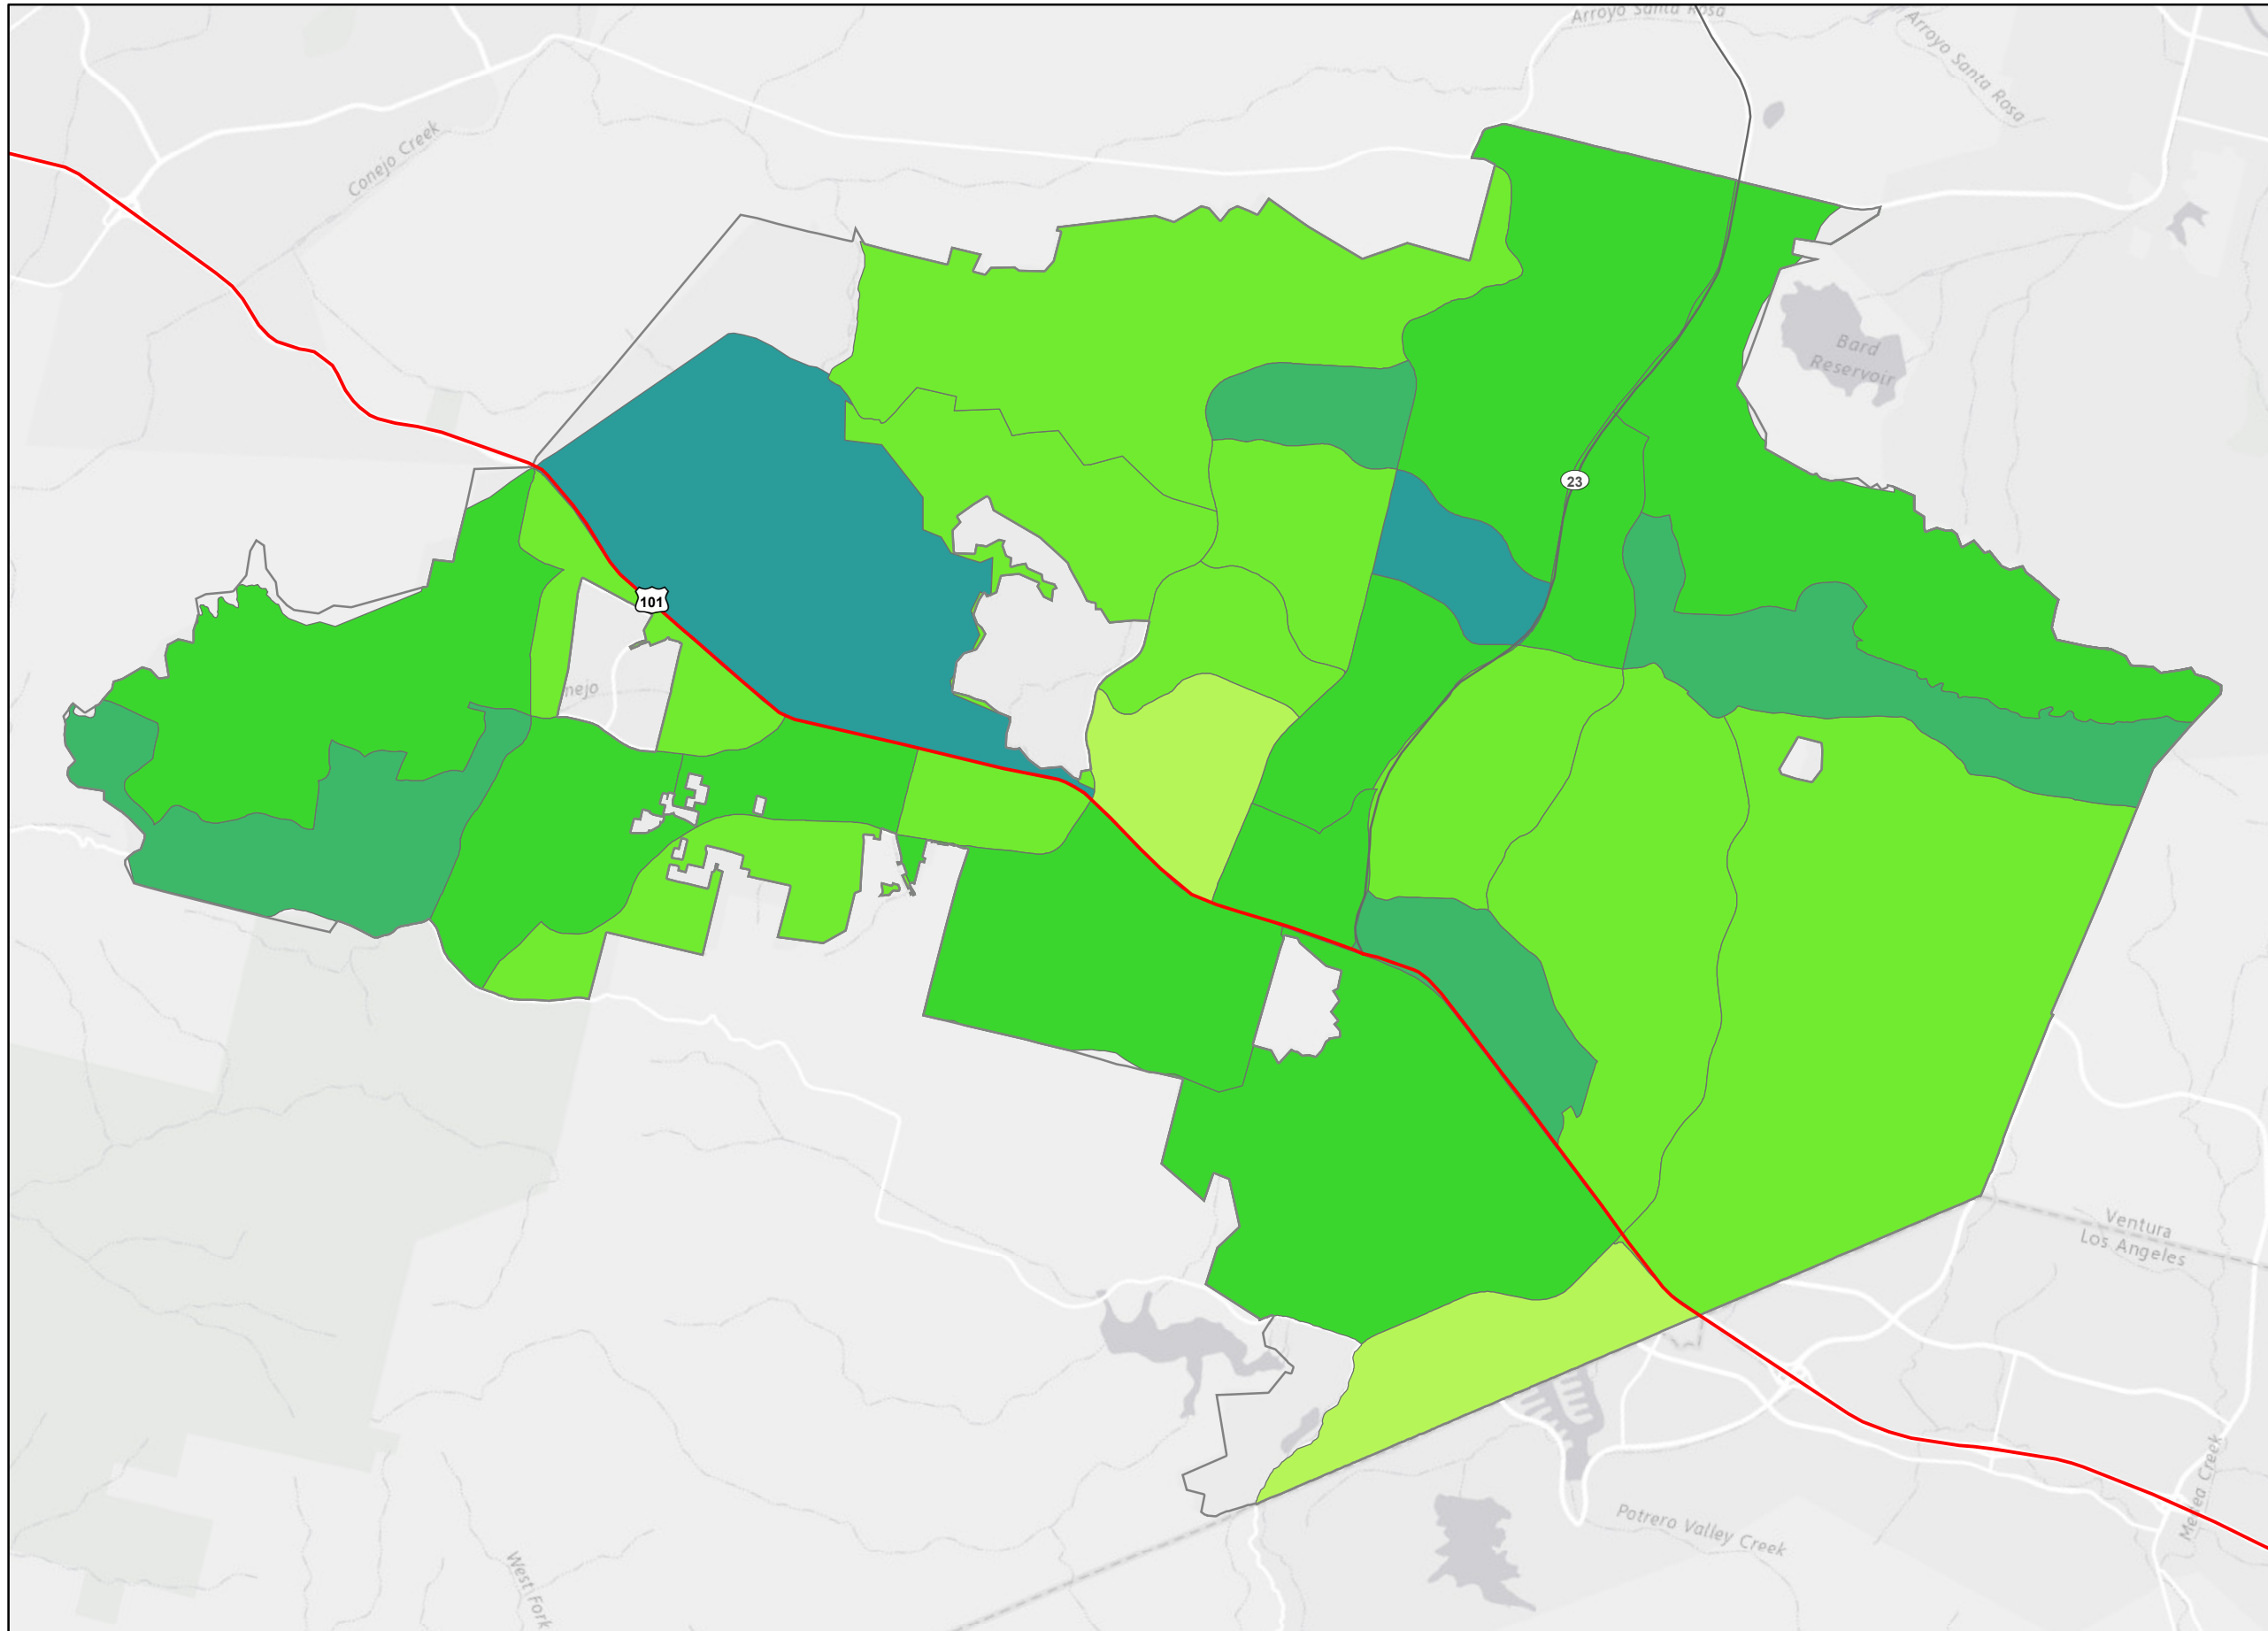 Arroyo Santa Rosa
Arroyo Santa Rosa
Conejo Creek
Bard
Reservoir
23
101
nejo
Ventura
Los Angeles
Potrero Valley Creek
Creek
West Fork